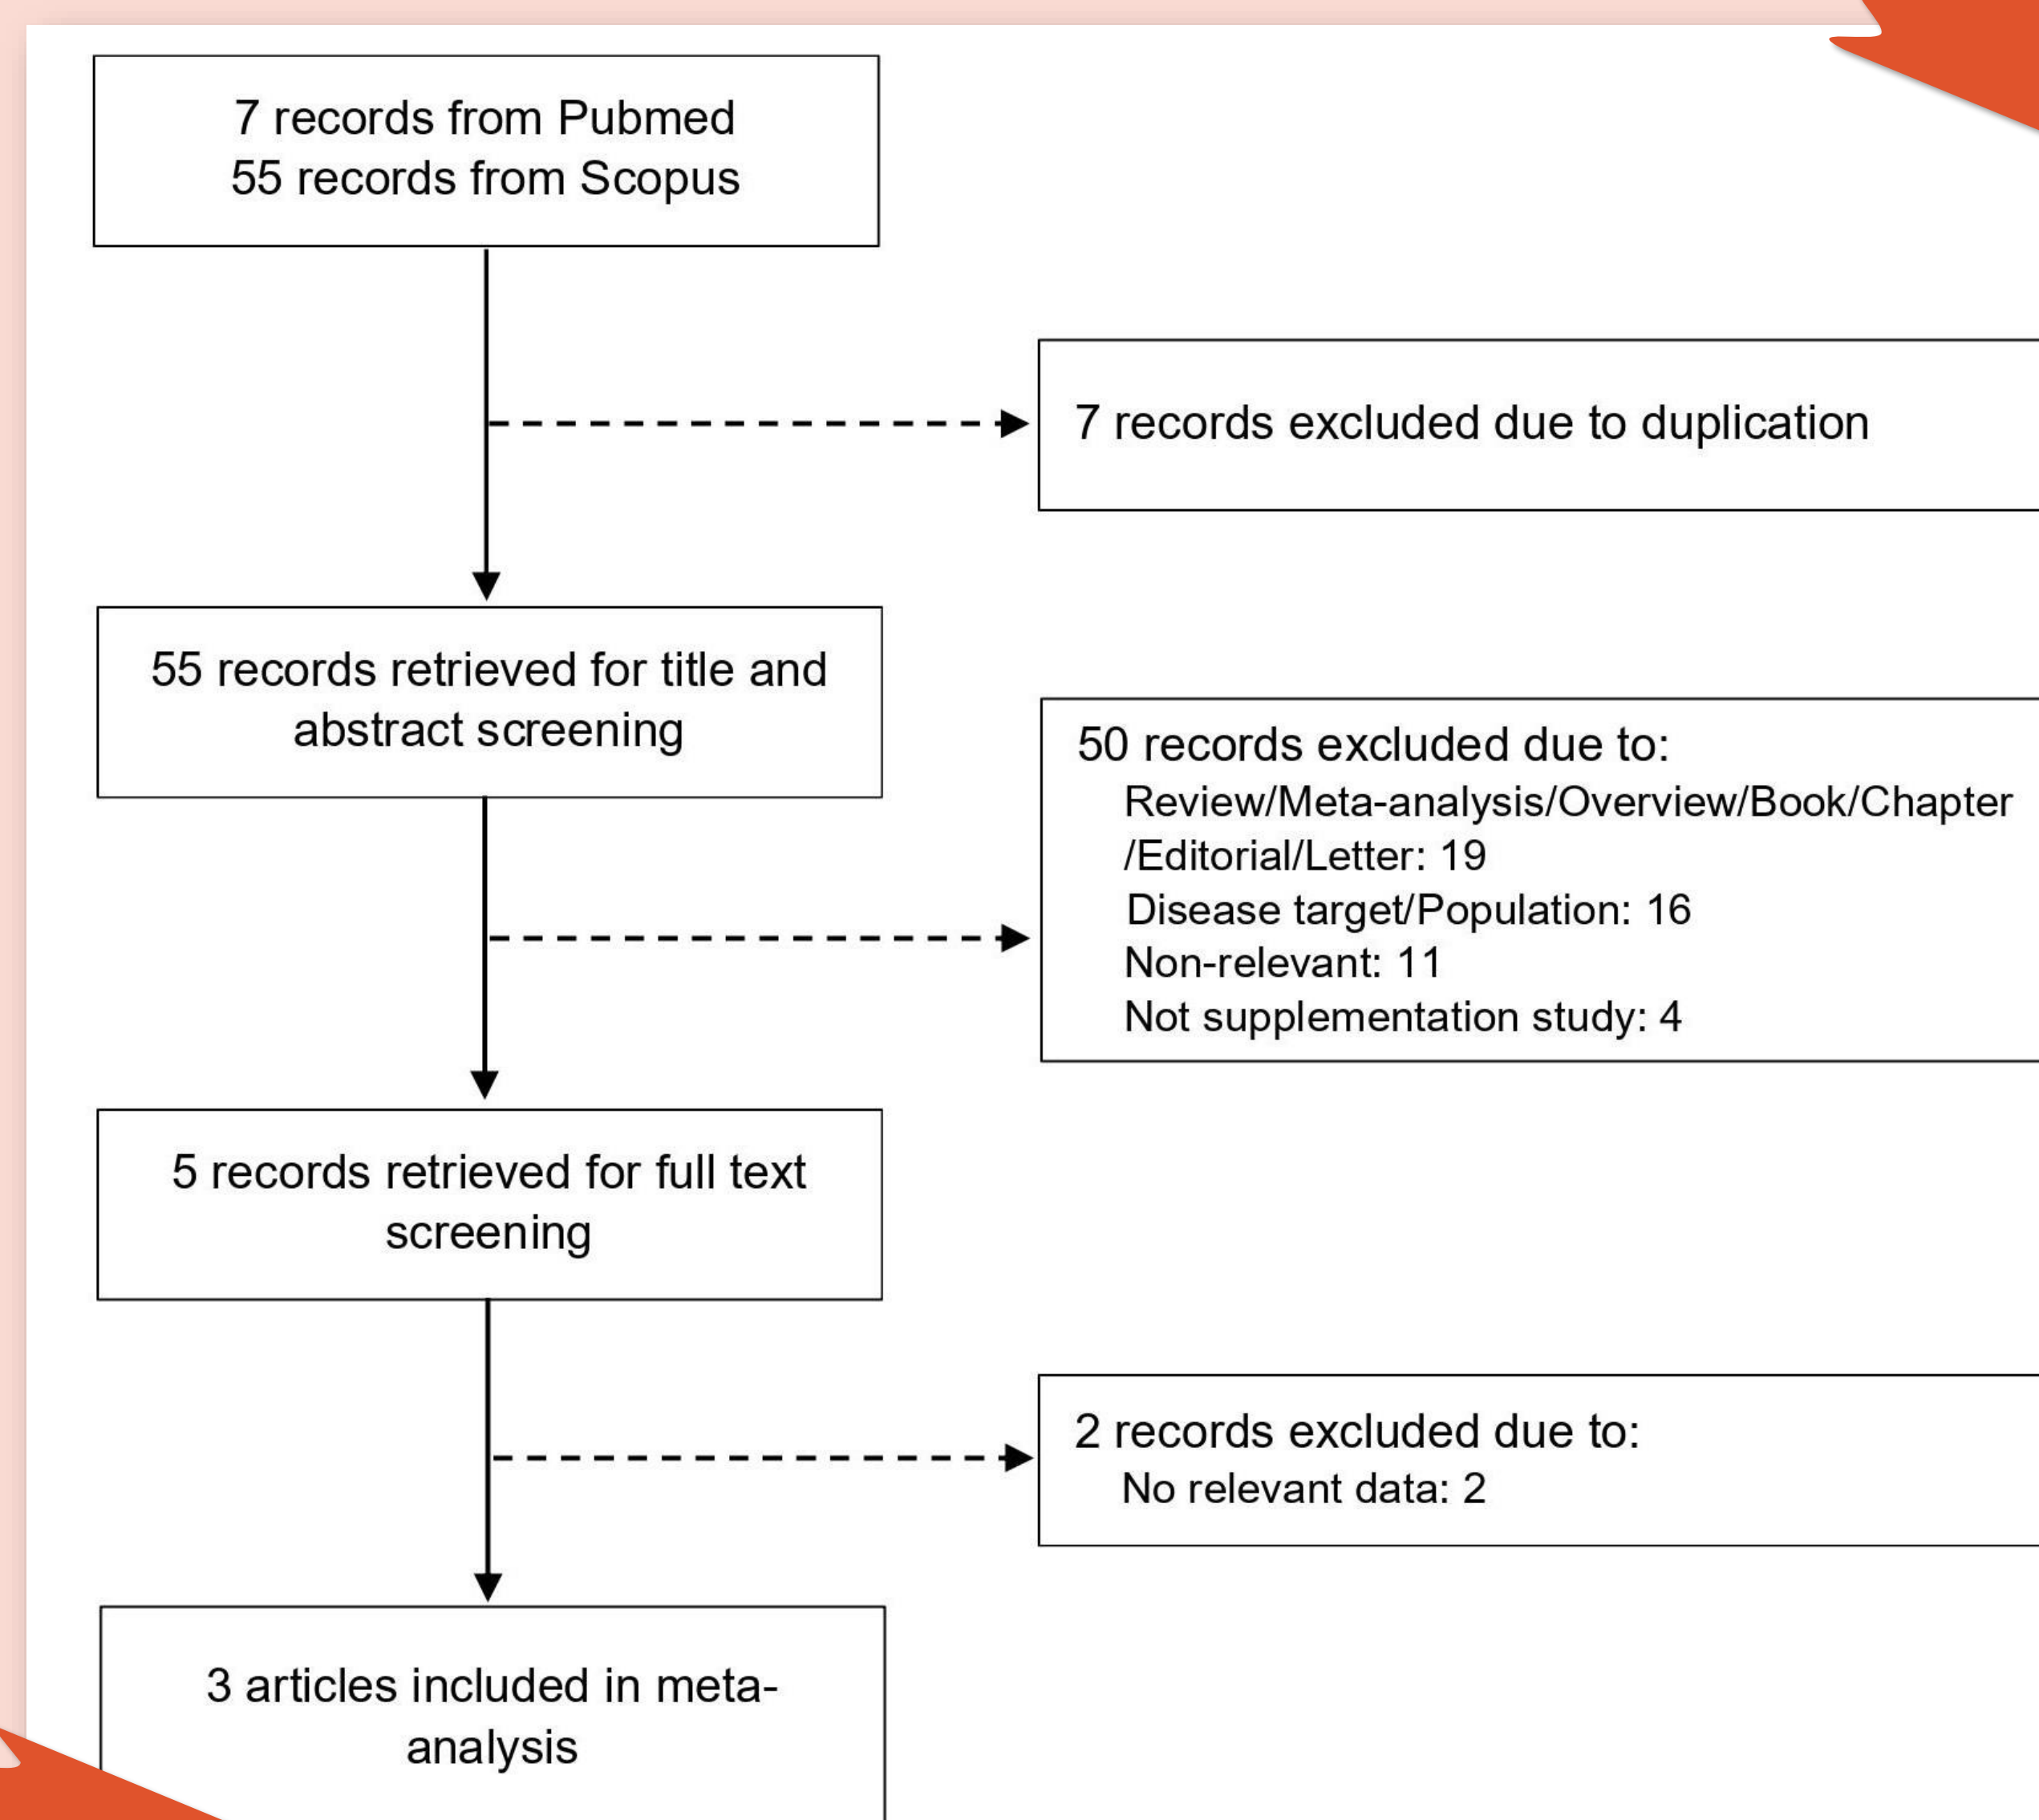 7 records from Pubmed
55 records from Scopus
7 records excluded due to duplication
55 records retrieved for title and
abstract screening
50 records excluded due to:
Review/Meta-analysis/Overview/Book/Chapter
/Editorial/Letter: 19
Disease target/Population: 16
Non-relevant: 11
Not supplementation study: 4
5 records retrieved for full text
screening
2 records excluded due to:
No relevant data: 2
3 articles included in meta-
analysis